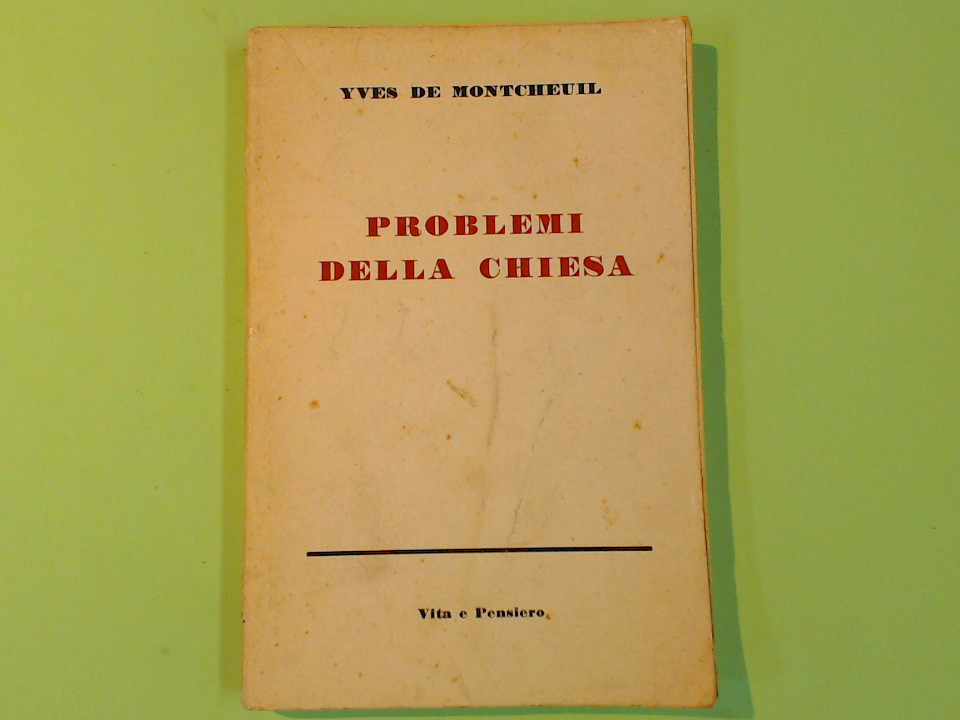 YVES DE MONTCHEUIL
PROBLEMI
DELLA CHIESA
Vita e Pensiero